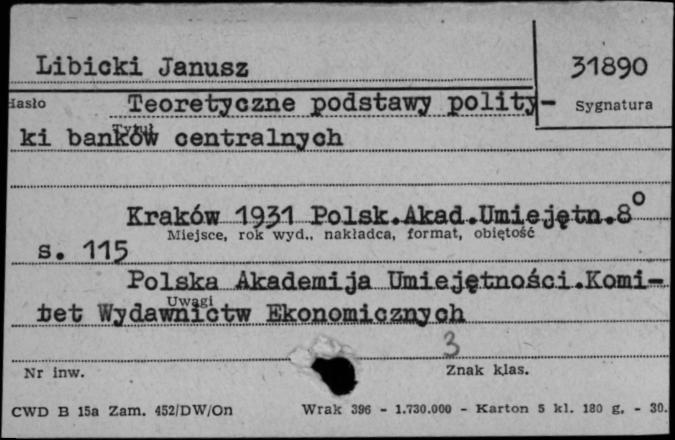 Libicki Janusz
31890
Hasło
Teoretyczne podstawy polity-
Sygnatura
Tytuł
ki banków centralnych
Kraków 1931 Polsk.Akad.Umiejętn.8°
Miejsce, rok wyd., nakładca, format, objętość
s. 115
Polska Akademija Umiejętności.Komi-
Uwagi
tet Wydawnictw Ekonomicznych
3
Nr inw.
Znak klas.
CWD B 15a Zam. 452/DW/On
Wrak 396 - 1.730.000 - Karton 5 kl. 180 g. - 30.